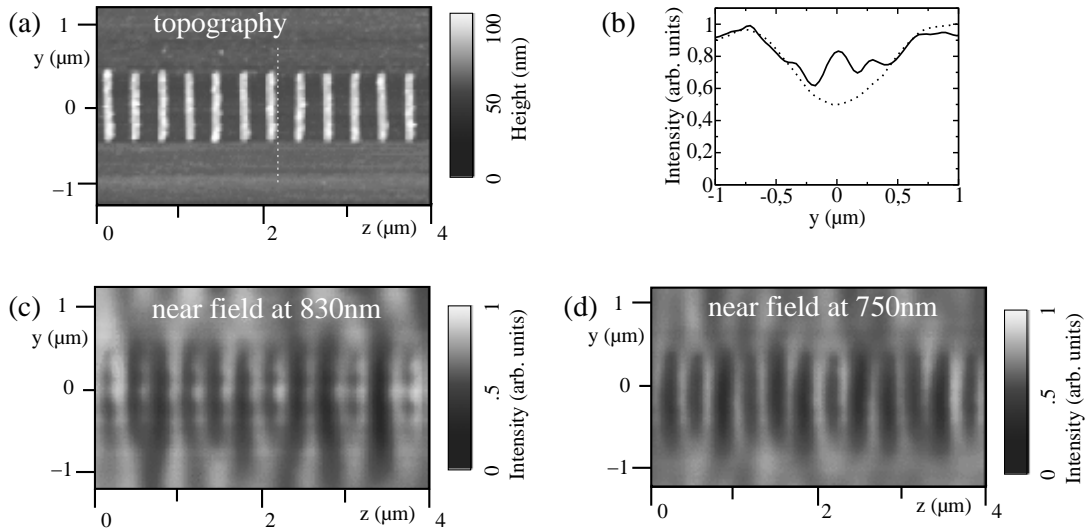 (a)
topography
1
y (µm)
0
−1
0
2
z (µm)
4
100
50
0
Height (nm)
(b)
Intensity (arb. units)
1
0,8
0,6
0,4
0,2
0
-1
-0,5
0
0,5
1
y (µm)
(c)
near field at 830nm
1
y (µm)
0
-1
0
2
z (µm)
4
1
.5
0
Intensity (arb. units)
(d)
near field at 750nm
1
y (µm)
0
-1
0
2
z (µm)
4
1
.5
0
Intensity (arb. units)